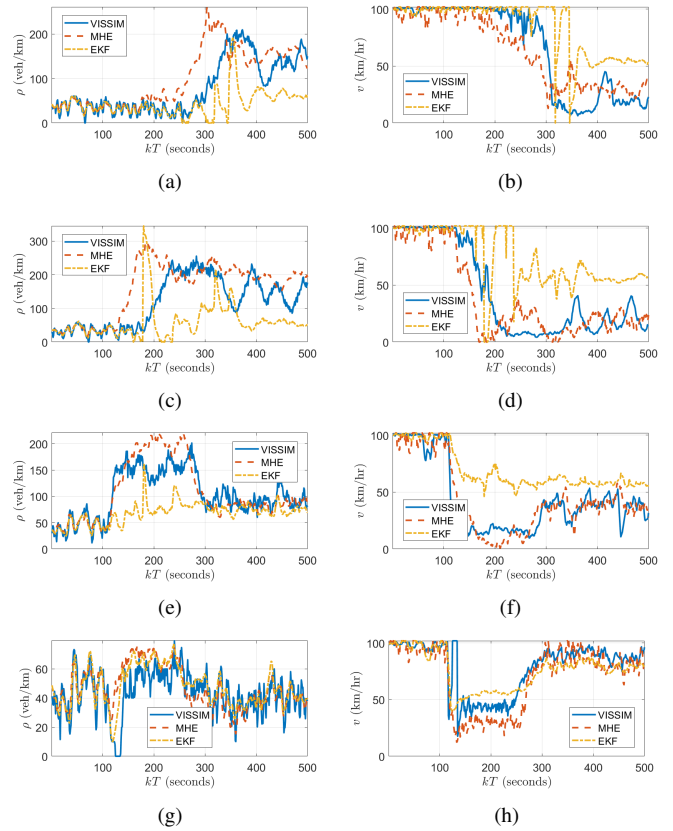 200
100
0
ρ (veh/km)
VISSIM
MHE
EKF
100 200 300 400 500
kT (seconds)
(a)
100
50
0
v (km/hr)
VISSIM
MHE
EKF
100 200 300 400 500
kT (seconds)
(b)
300
200
100
0
ρ (veh/km)
VISSIM
MHE
EKF
100 200 300 400 500
kT (seconds)
(c)
100
50
0
v (km/hr)
VISSIM
MHE
EKF
100 200 300 400 500
kT (seconds)
(d)
200
150
100
50
0
ρ (veh/km)
VISSIM
MHE
EKF
100 200 300 400 500
kT (seconds)
(e)
100
50
0
v (km/hr)
VISSIM
MHE
EKF
100 200 300 400 500
kT (seconds)
(f)
60
40
20
0
ρ (veh/km)
VISSIM
MHE
EKF
100 200 300 400 500
kT (seconds)
(g)
100
50
0
v (km/hr)
VISSIM
MHE
EKF
100 200 300 400 500
kT (seconds)
(h)